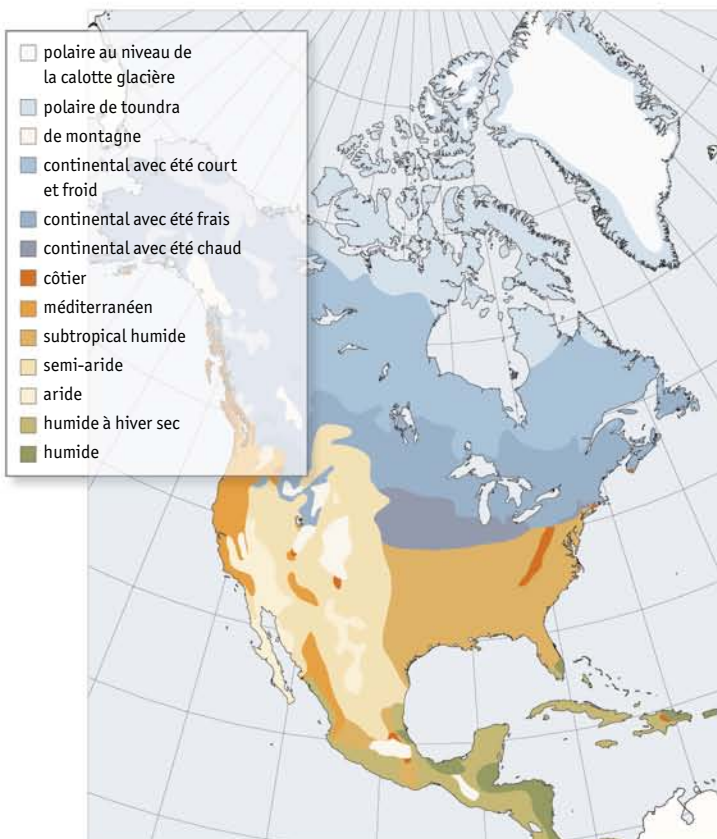 polaire au niveau de
la calotte glacière
polaire de toundra
de montagne
continental avec été court
et froid
continental avec été frais
continental avec été chaud
côtier
méditerranéen
subtropical humide
semi-aride
aride
humide à hiver sec
humide